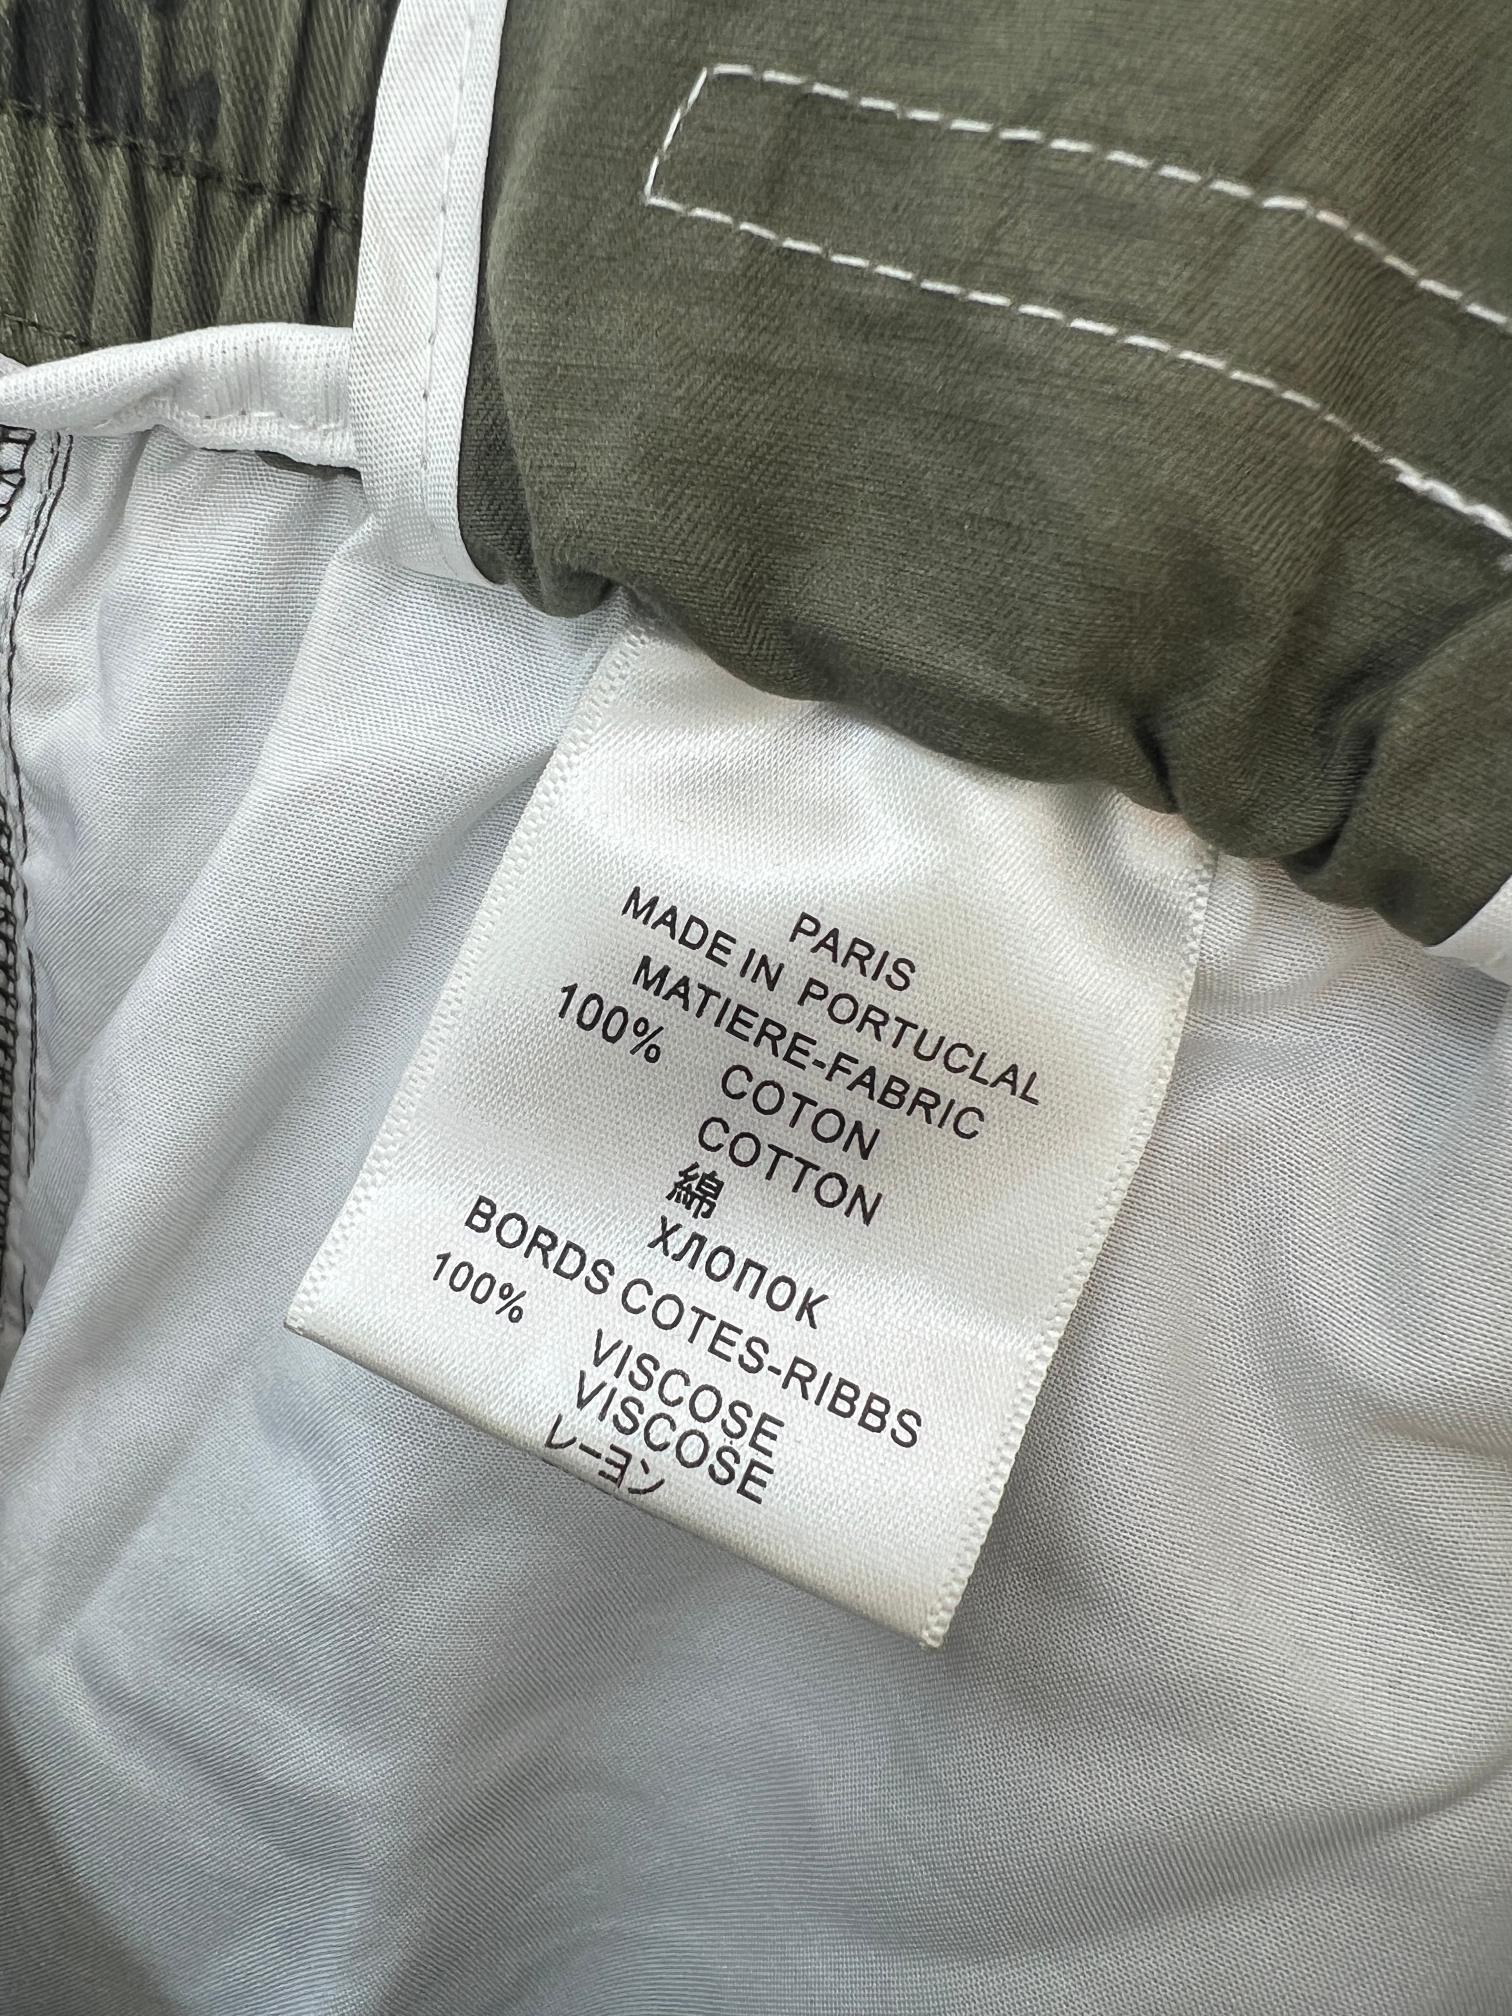 PARIS
MADE IN PORTUCLAL
MATIERE-FABRIC
100% COTON
COTTON
綿
ХЛОПОК
BORDS COTES-RIBBS
100% VISCOSE
VISCOSE
レーヨン